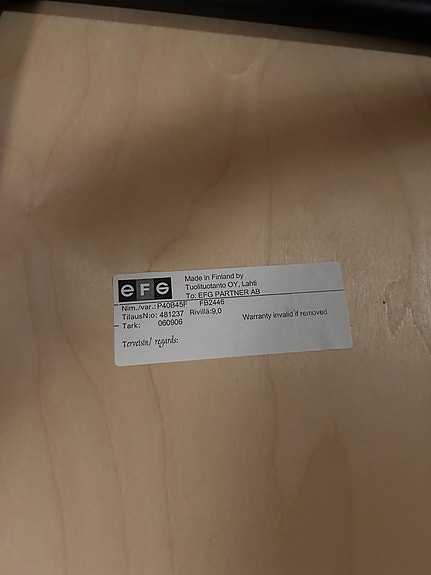 EFG
Made in Finland by
Tuolituotanto OY, Lahti
To: EFG PARTNER AB
Nim./var.: P40B45F FB2446
TilausN:o: 481237 Rivillä:9,0
Tark: 060906
Warranty invalid if removed
Terveisin/ regards: